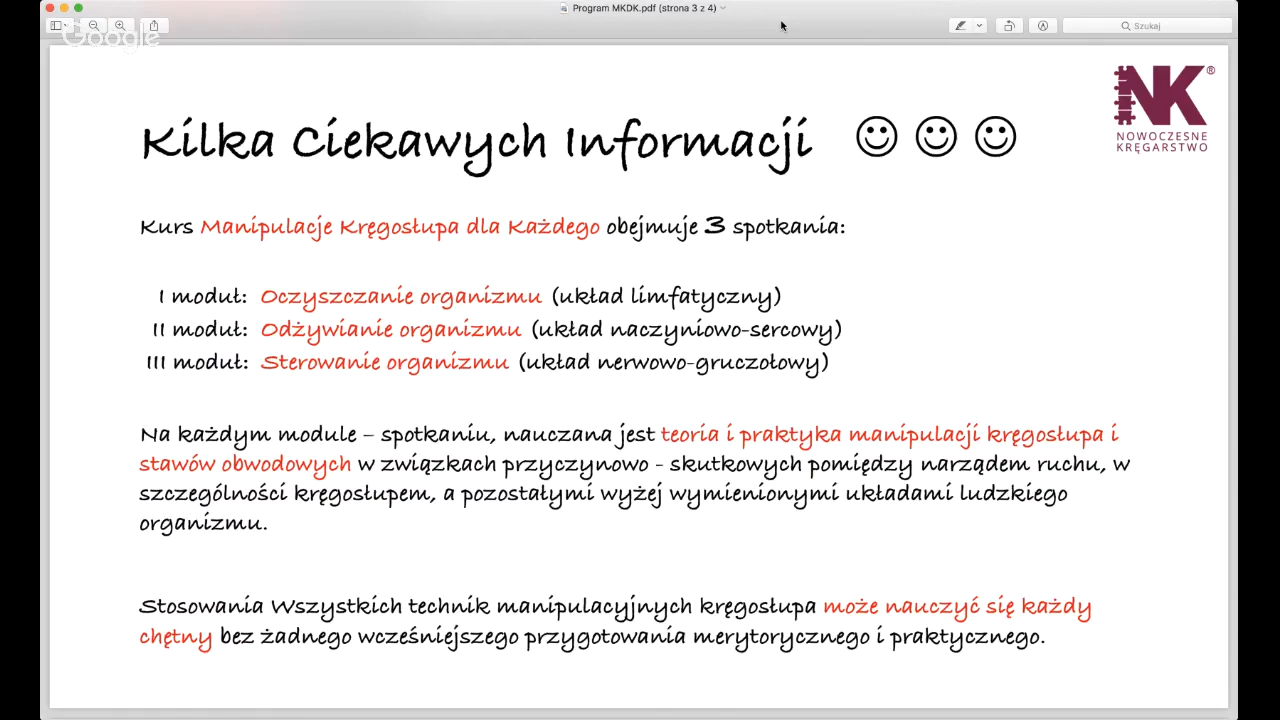 Program MKDK.pdf (strona 3 z 4)
Google
Szukaj
NK®
NOWOCZESNE
KRĘGARSTWO
Kilka Ciekawych Informacji
Kurs Manipulacje Kręgosłupa dla Każdego obejmuje 3 spotkania:
I moduł: Oczyszczanie organizmu (układ limfatyczny)
II moduł: Odżywianie organizmu (układ naczyniowo-sercowy)
III moduł: Sterowanie organizmu (układ nerwowo-gruczołowy)
Na każdym module – spotkaniu, nauczana jest teoria i praktyka manipulacji kręgosłupa i
stawów obwodowych w związkach przyczynowo - skutkowych pomiędzy narządem ruchu, w
szczególności kręgosłupem, a pozostałymi wyżej wymienionymi układami ludzkiego
organizmu.
Stosowania Wszystkich technik manipulacyjnych kręgosłupa może nauczyć się każdy
chętny bez żadnego wcześniejszego przygotowania merytorycznego i praktycznego.